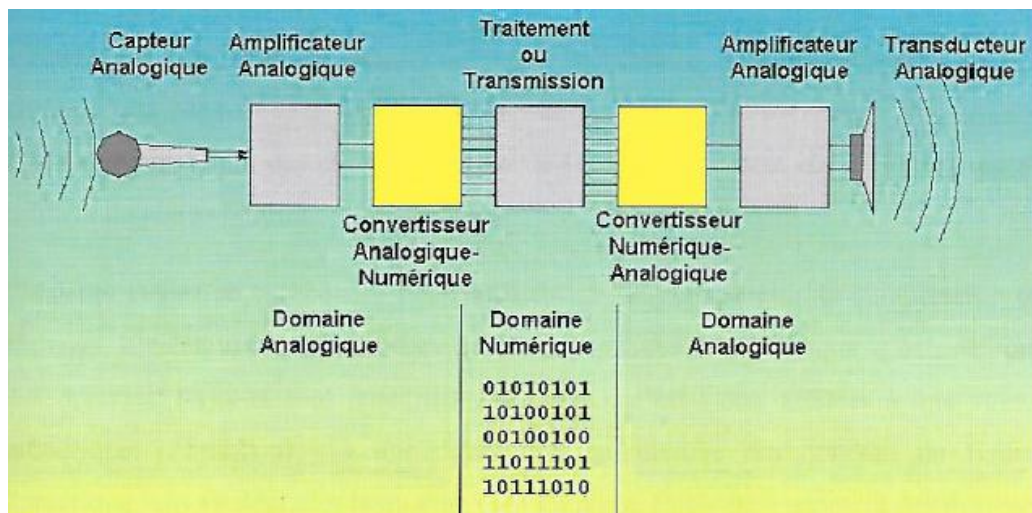 Capteur
Analogique
Amplificateur
Analogique
Traitement
ou
Transmission
Amplificateur
Analogique
Transducteur
Analogique
Convertisseur
Analogique-
Numérique
Convertisseur
Numérique-
Analogique
Domaine
Analogique
Domaine
Numérique
Domaine
Analogique
01010101
10100101
00100100
11011101
10111010